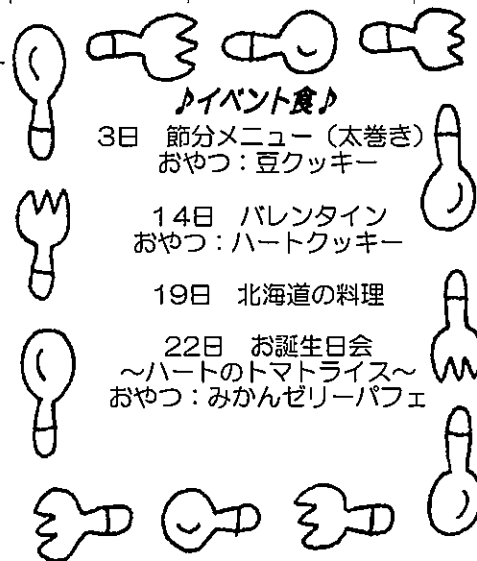 ♪イベント食♪
3日 節分メニュー（太巻き）
おやつ：豆クッキー
14日 バレンタイン
おやつ：ハートクッキー
19日 北海道の料理
22日 お誕生日会
～ハートのトマトライス～
おやつ：みかんゼリーパフェ